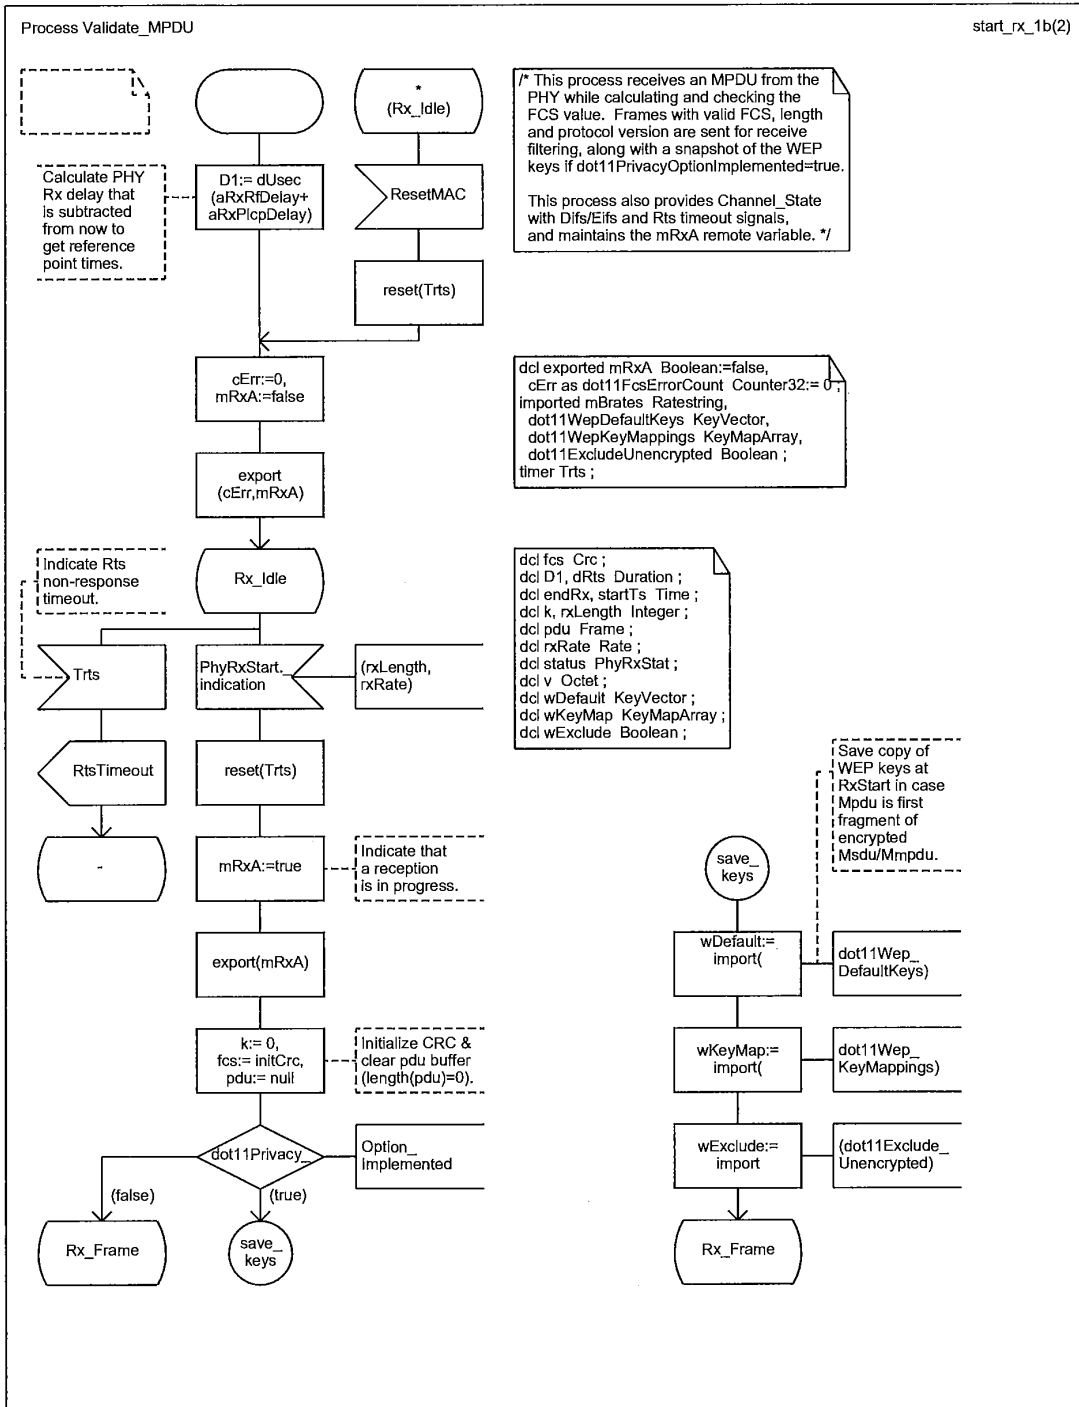 Process Validate_MPDU
start_rx_1b(2)
*
(Rx_Idle)
/* This process receives an MPDU from the
PHY while calculating and checking the
FCS value. Frames with valid FCS, length
and protocol version are sent for receive
filtering, along with a snapshot of the WEP
keys if dot11PrivacyOptionImplemented=true.
This process also provides Channel_State
with Difs/Eifs and Rts timeout signals,
and maintains the mRxA remote variable. */
Calculate PHY
Rx delay that
is subtracted
from now to
get reference
point times.
D1:= dUsec
(aRxRfDelay+
aRxPlcpDelay)
ResetMAC
reset(Trts)
cErr:=0,
mRxA:=false
dcl exported mRxA Boolean:=false,
cErr as dot11FcsErrorCount Counter32:= 0 ,
imported mBrates Ratestring,
dot11WepDefaultKeys KeyVector,
dot11WepKeyMappings KeyMapArray,
dot11ExcludeUnencrypted Boolean ;
timer Trts ;
export
(cErr,mRxA)
Indicate Rts
non-response
timeout.
Rx_Idle
dcl fcs Crc ;
dcl D1, dRts Duration ;
dcl endRx, startTs Time ;
dcl k, rxLength Integer ;
dcl pdu Frame ;
dcl rxRate Rate ;
dcl status PhyRxStat ;
dcl v Octet ;
dcl wDefault KeyVector ;
dcl wKeyMap KeyMapArray ;
dcl wExclude Boolean ;
Trts
PhyRxStart._
indication
(rxLength,
rxRate)
RtsTimeout
reset(Trts)
Save copy of
WEP keys at
RxStart in case
Mpdu is first
fragment of
encrypted
Msdu/Mmpdu.
-
mRxA:=true
Indicate that
a reception
is in progress.
save_
keys
export(mRxA)
wDefault:=
import(
dot11Wep_
DefaultKeys)
k:= 0,
fcs:= initCrc,
pdu:= null
Initialize CRC &
clear pdu buffer
(length(pdu)=0).
wKeyMap:=
import(
dot11Wep_
KeyMappings)
dot11Privacy_
Option_
Implemented
wExclude:=
import
(dot11Exclude_
Unencrypted)
(false)
(true)
Rx_Frame
save_
keys
Rx_Frame